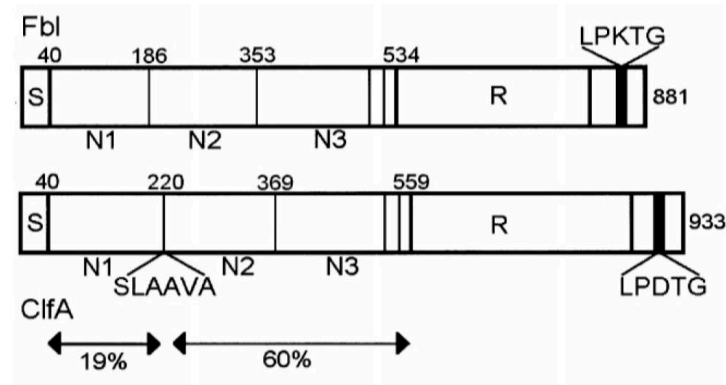 Fbl
LPKTG
40 186 353 534
S R 881
N1 N2 N3
40 220 369 559
S R 933
N1 N2 N3
SLAAVA LPDTG
ClfA
19% 60%